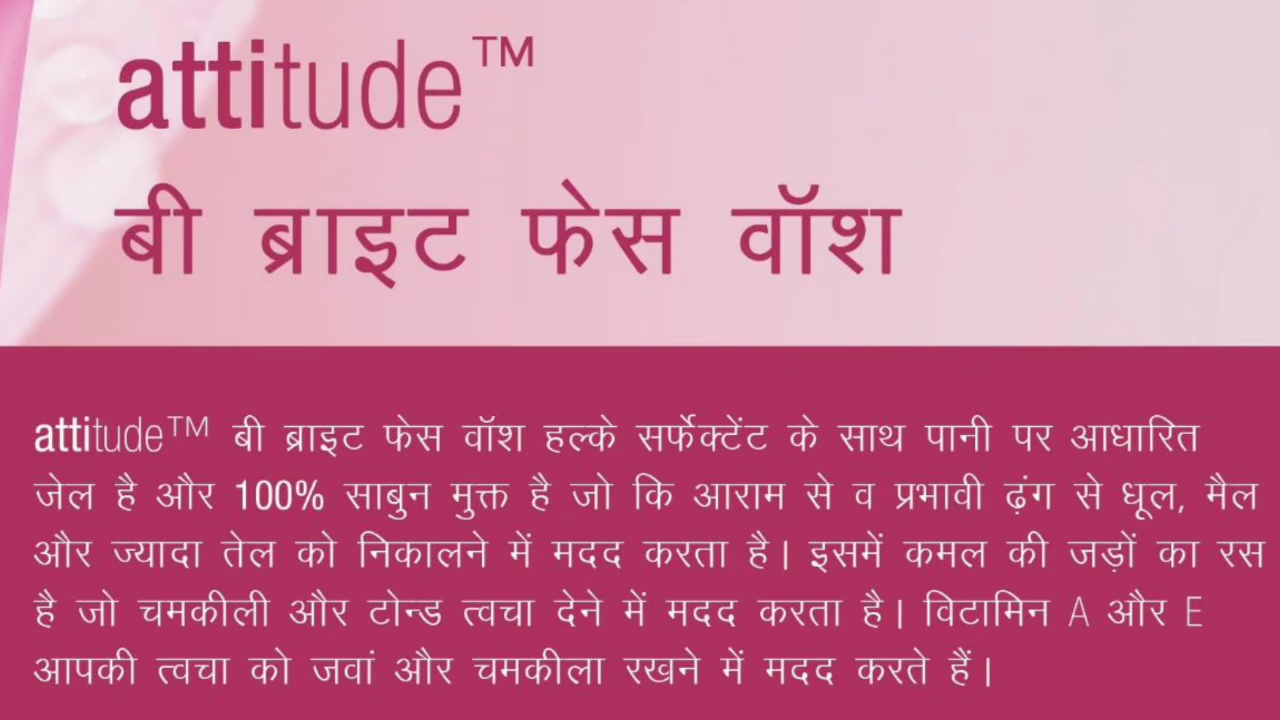 attitude™
बी ब्राइट फेस वॉश
attitude™ बी ब्राइट फेस वॉश हल्के सर्फेक्टेंट के साथ पानी पर आधारित
जेल है और 100% साबुन मुक्त है जो कि आराम से व प्रभावी ढ़ंग से धूल, मैल
और ज्यादा तेल को निकालने में मदद करता है। इसमें कमल की जड़ों का रस
है जो चमकीली और टोन्ड त्वचा देने में मदद करता है। विटामिन A और E
आपकी त्वचा को जवां और चमकीला रखने में मदद करते हैं।